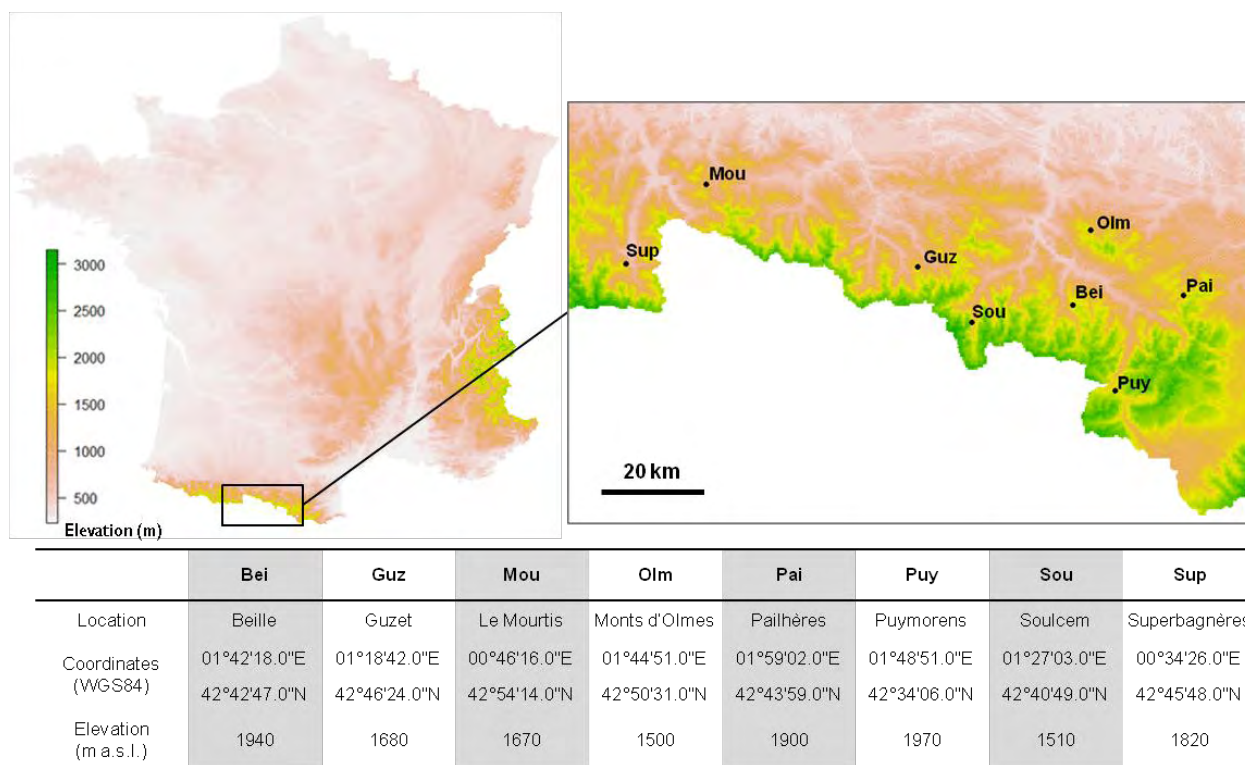 3000
2500
2000
1500
1000
500
Elevation (m)
Mou
Olm
Sup
Guz
Bei
Pai
Sou
Puy
20 km
Bei Guz Mou Olm Pai Puy Sou Sup
Location Beille Guzet Le Mourtis Monts d'Olmes Pailhères Puymorens Soulcem Superbagnères
Coordinates (WGS84) 01°42'18.0"E 01°18'42.0"E 00°46'16.0"E 01°44'51.0"E 01°59'02.0"E 01°48'51.0"E 01°27'03.0"E 00°34'26.0"E
42°42'47.0"N 42°46'24.0"N 42°54'14.0"N 42°50'31.0"N 42°43'59.0"N 42°34'06.0"N 42°40'49.0"N 42°45'48.0"N
Elevation (m a.s.l.) 1940 1680 1670 1500 1900 1970 1510 1820